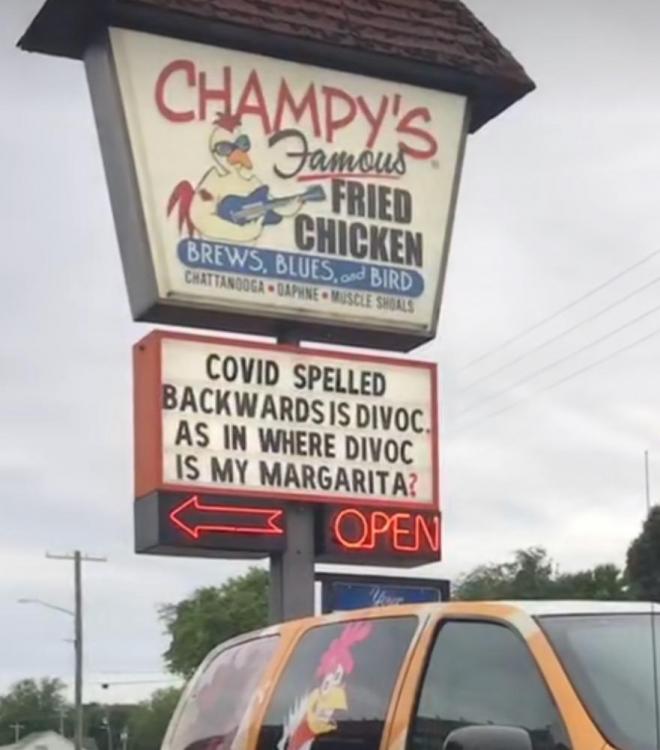 CHAMPY'S
Famous
FRIED
CHICKEN
BREWS, BLUES, and BIRD
CHATTANOOGA • DAPHNE • MUSCLE SHOALS
COVID SPELLED
BACKWARDS IS DIVOC.
AS IN WHERE DIVOC
IS MY MARGARITA?
OPEN
Your